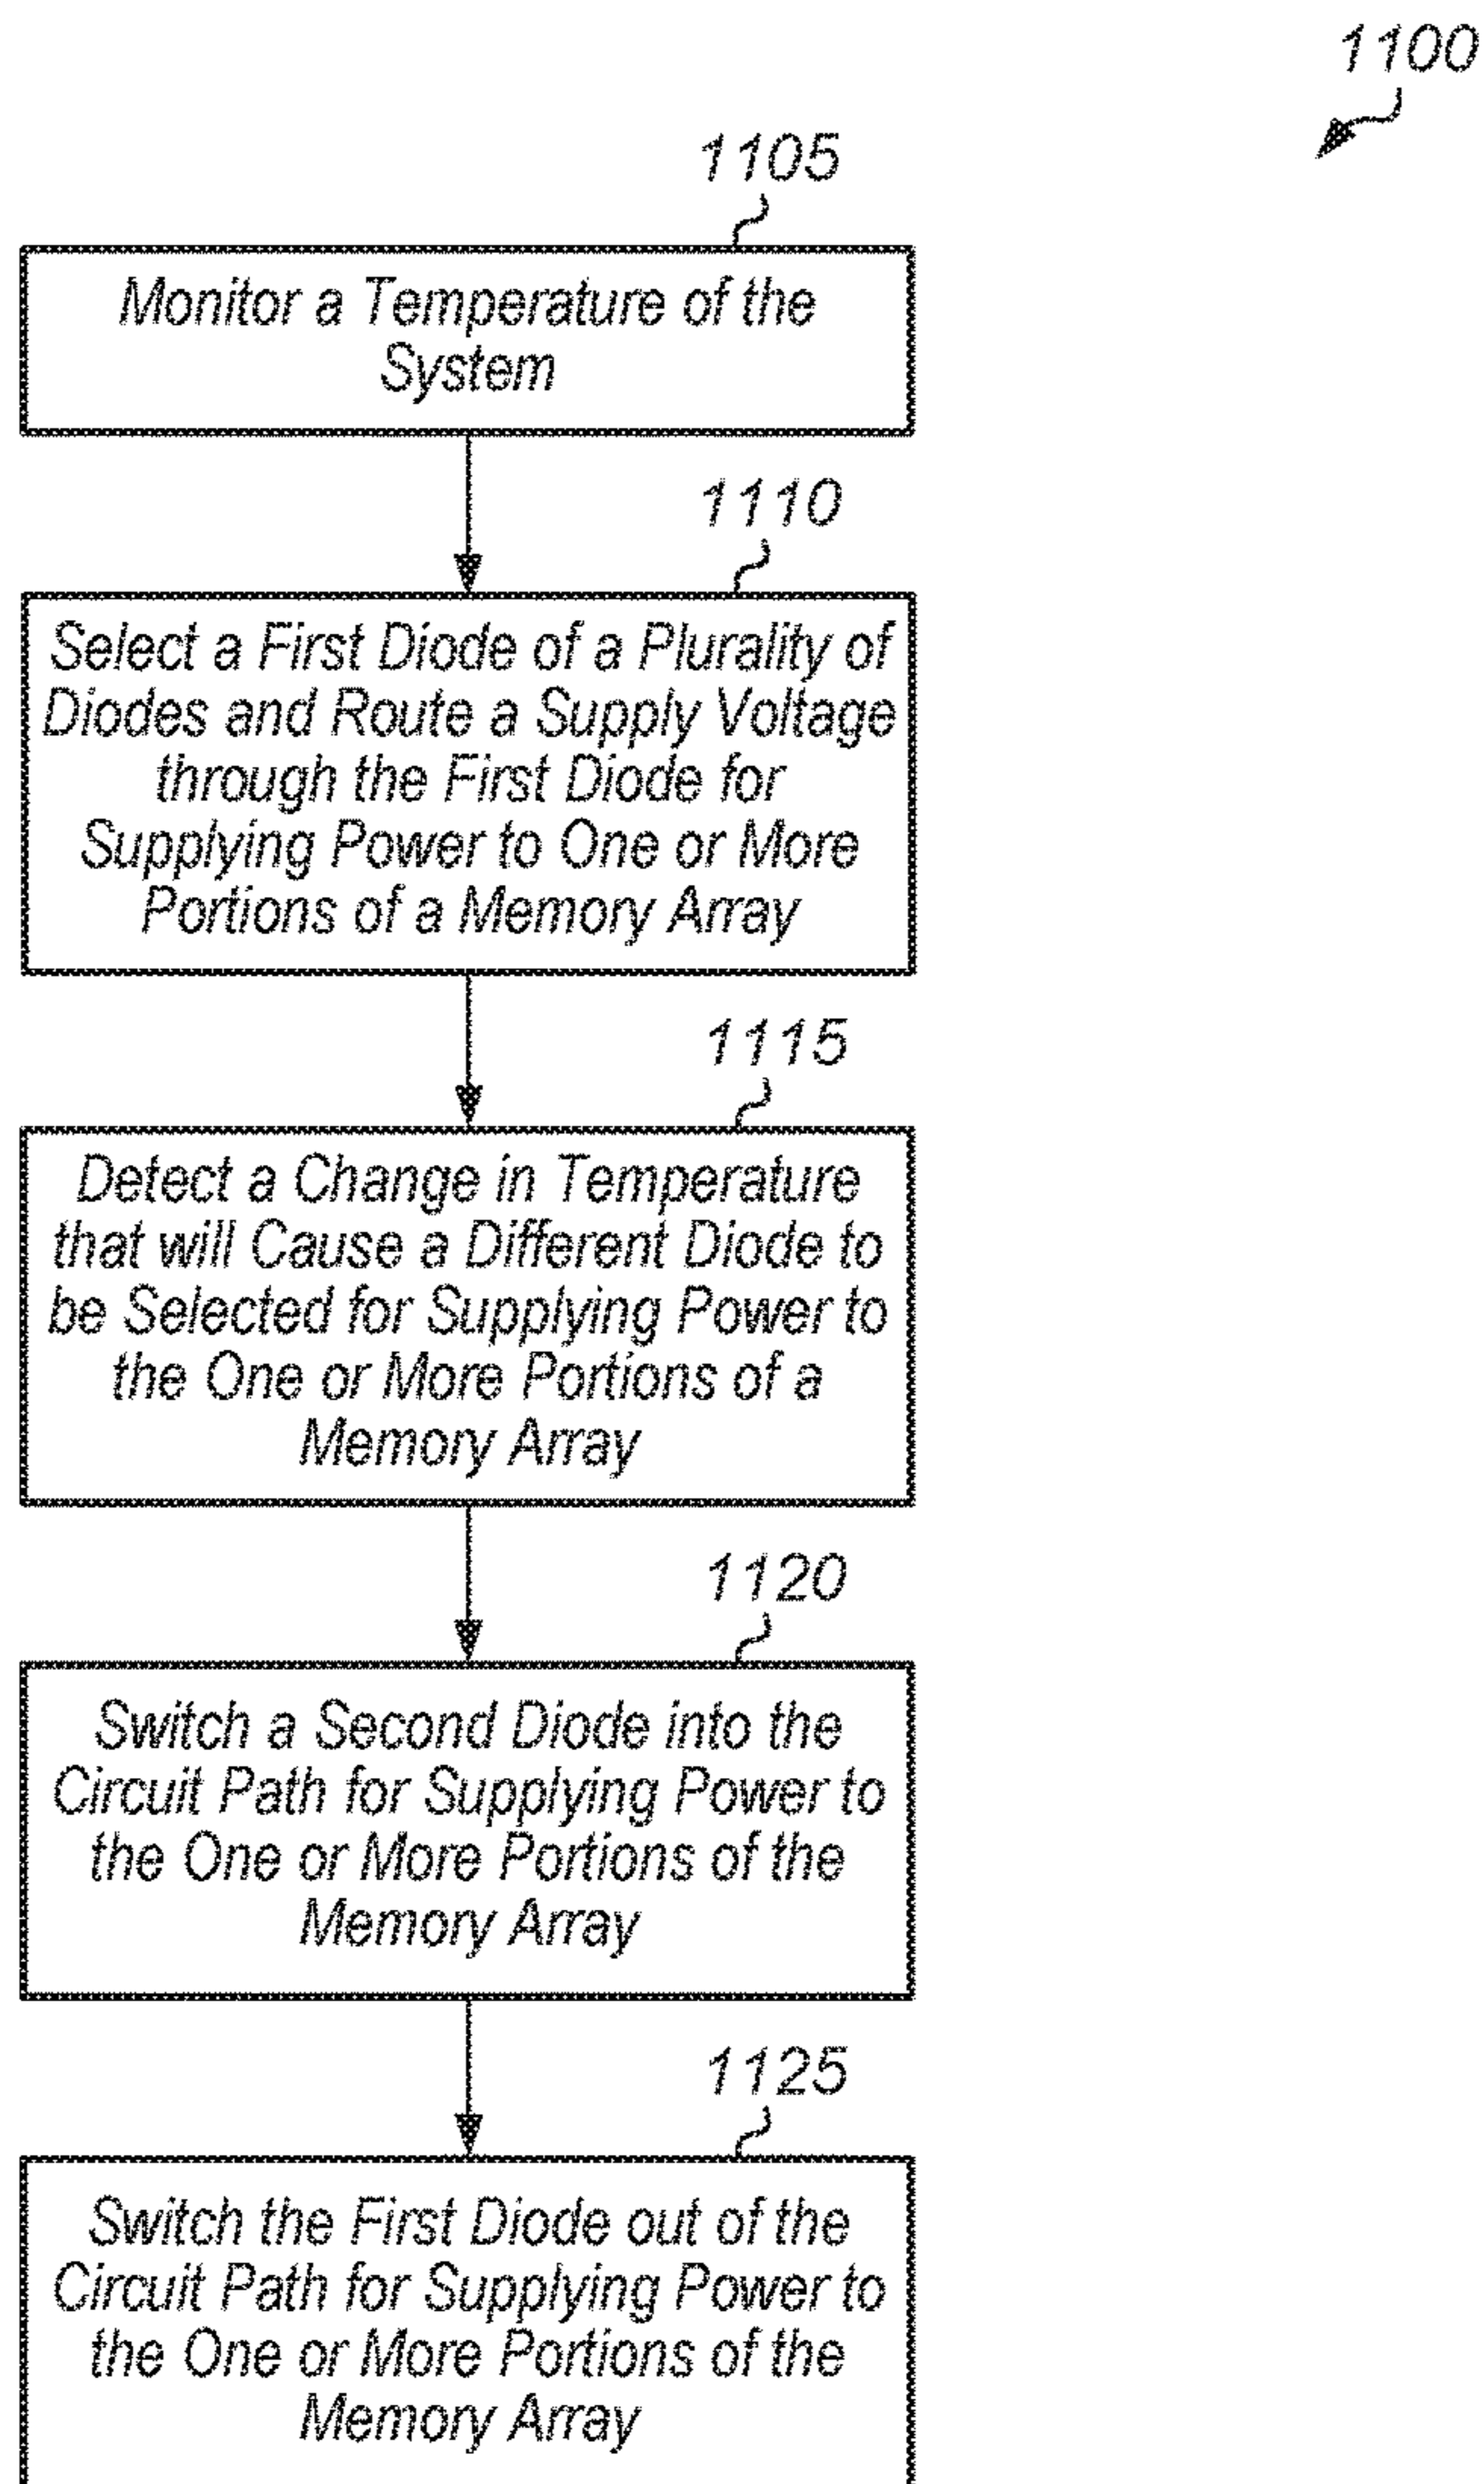 1100
1105
Monitor a Temperature of the
System
1110
Select a First Diode of a Plurality of
Diodes and Route a Supply Voltage
through the First Diode for
Supplying Power to One or More
Portions of a Memory Array
1115
Detect a Change in Temperature
that will Cause a Different Diode to
be Selected for Supplying Power to
the One or More Portions of a
Memory Array
1120
Switch a Second Diode into the
Circuit Path for Supplying Power to
the One or More Portions of the
Memory Array
1125
Switch the First Diode out of the
Circuit Path for Supplying Power to
the One or More Portions of the
Memory Array